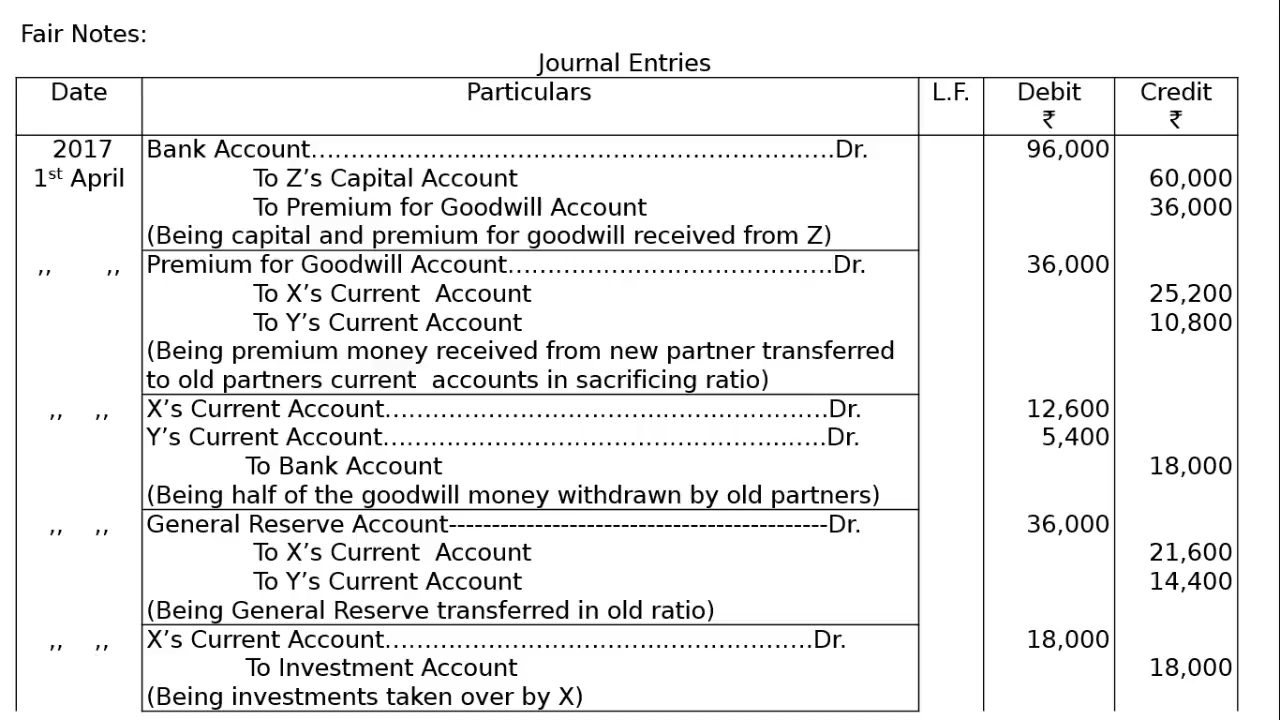 Fair Notes:
Journal Entries
Date Particulars L.F. Debit Credit
₹ ₹
2017 Bank Account…………………………………………………………Dr. 96,000
1st April To Z’s Capital Account 60,000
To Premium for Goodwill Account 36,000
(Being capital and premium for goodwill received from Z)
,, ,, Premium for Goodwill Account…………………………………..Dr. 36,000
To X’s Current Account 25,200
To Y’s Current Account 10,800
(Being premium money received from new partner transferred
to old partners current accounts in sacrificing ratio)
,, ,, X’s Current Account………………………………………………..Dr. 12,600
Y’s Current Account………………………………………………..Dr. 5,400
To Bank Account 18,000
(Being half of the goodwill money withdrawn by old partners)
,, ,, General Reserve Account--------------------------------------------Dr. 36,000
To X’s Current Account 21,600
To Y’s Current Account 14,400
(Being General Reserve transferred in old ratio)
,, ,, X’s Current Account………………………………………………Dr. 18,000
To Investment Account 18,000
(Being investments taken over by X)